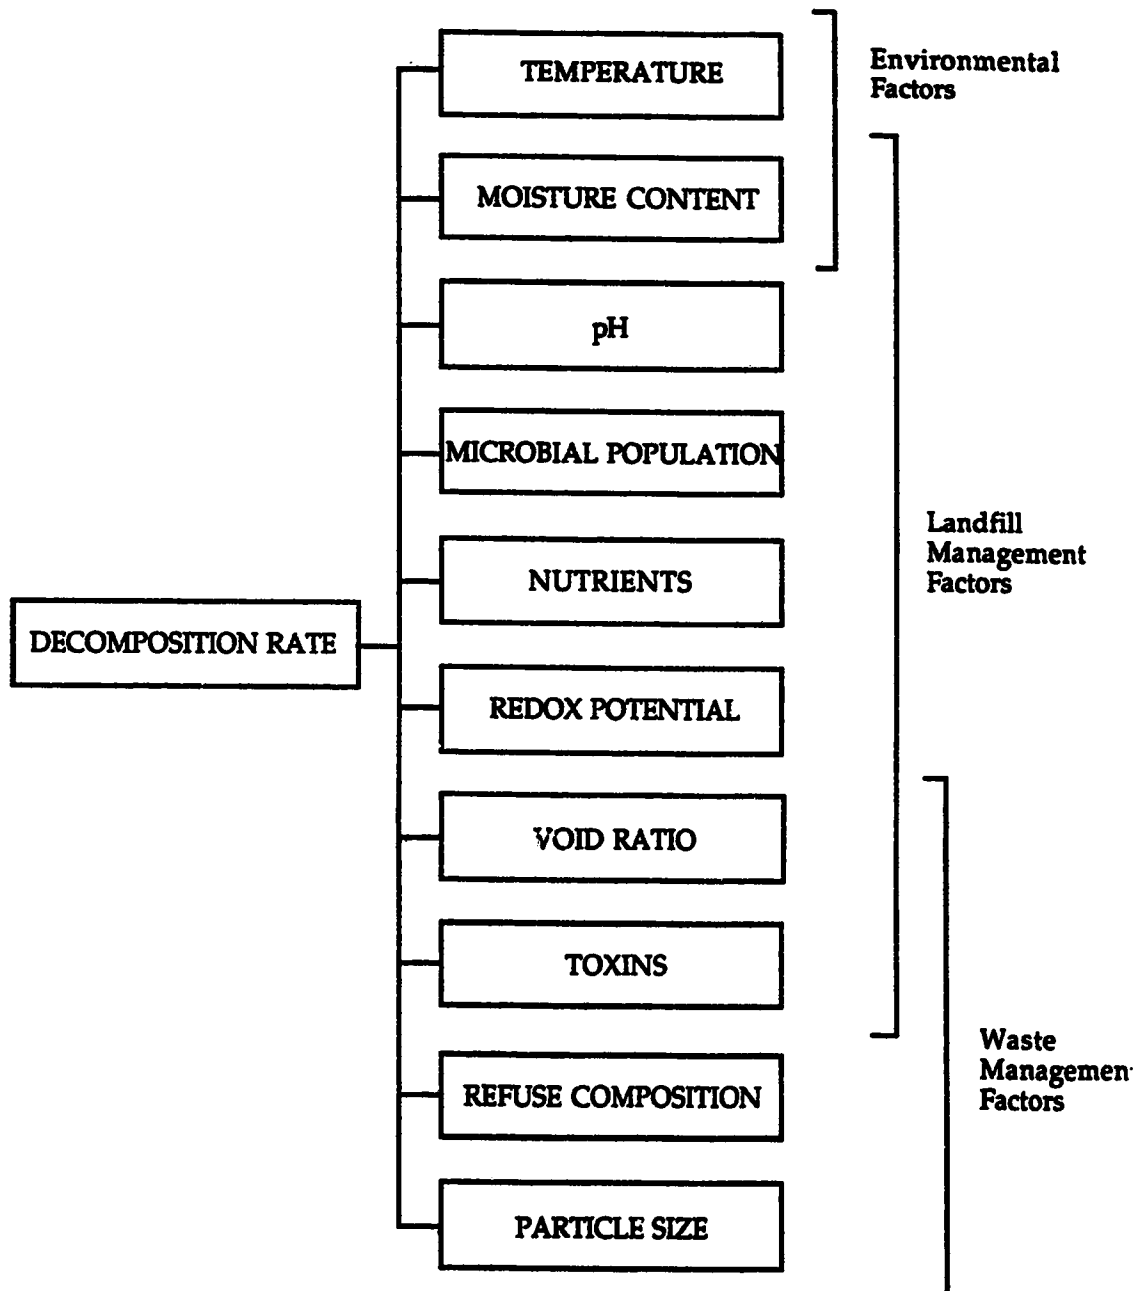 TEMPERATURE
Environmental
Factors
MOISTURE CONTENT
pH
MICROBIAL POPULATION
NUTRIENTS
Landfill
Management
Factors
DECOMPOSITION RATE
REDOX POTENTIAL
VOID RATIO
TOXINS
REFUSE COMPOSITION
Waste
Managemen
Factors
PARTICLE SIZE